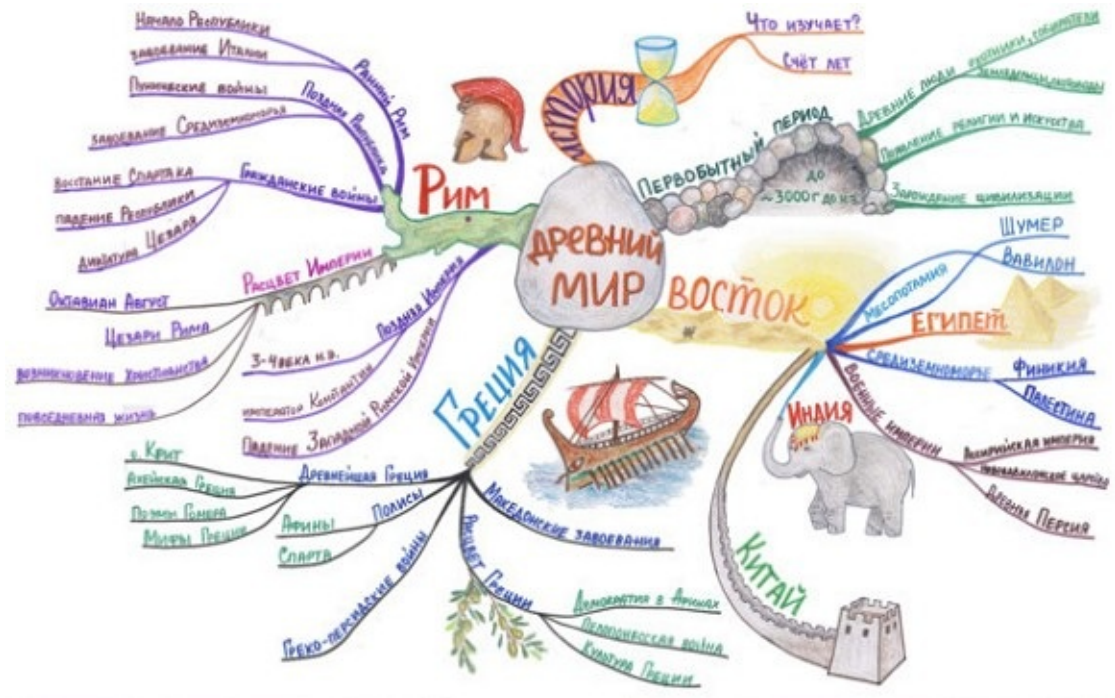 ДРЕВНИЙ
МИР
ИСТОРИЯ
Что изучает?
Счёт лет
Первобытный период
до
~3000 г до н.э.
Древние люди
охотники, собиратели
земледельцы, скотоводы
Появление религии и искусства
Зарождение цивилизации
ВОСТОК
Месопотамия
Шумер
Вавилон
ЕГИПЕТ
Средиземноморье
Финикия
Палестина
Военные империи
Ассирийская империя
Нововавилонское царство
Древняя Персия
Индия
Китай
Греция
Македонские завоевания
Расцвет Греции
Демократия в Афинах
Пелопонесская война
Культура Греции
Греко-персидские войны
Полисы
Афины
Спарта
Древнейшая Греция
о. Крит
Ахейская Греция
Поэмы Гомера
Мифы Греции
Рим
Ранний Рим
Начало Республики
завоевание Италии
Поздняя Республика
Пунические войны
завоевание Средиземноморья
Гражданские войны
восстание Спартака
падение Республики
диктатура Цезаря
Расцвет Империи
Октавиан Август
Цезари Рима
возникновение христианства
повседневная жизнь
Поздняя Империя
3-4 века н.э.
император Константин
Падение Западной Римской Империи